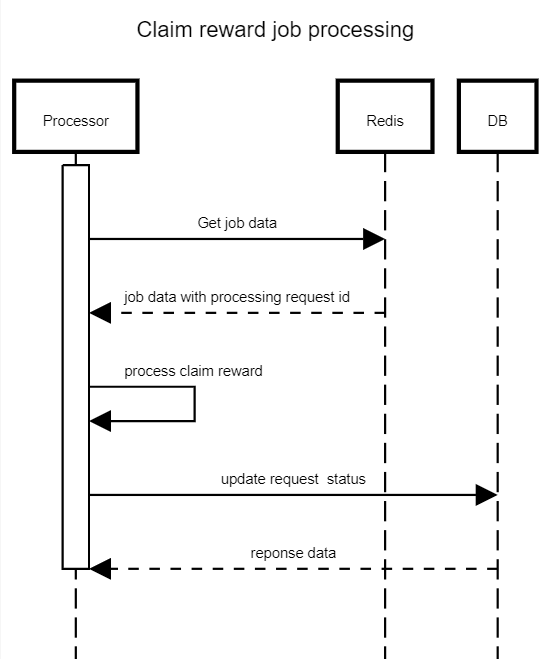 Claim reward job processing
Processor
Redis
DB
Get job data
job data with processing request id
process claim reward
update request  status
reponse data